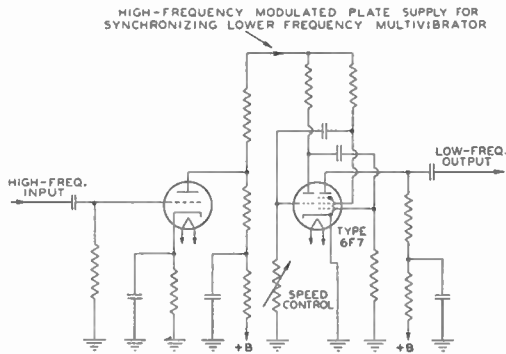 HIGH-FREQUENCY MODULATED PLATE SUPPLY FOR
SYNCHRONIZING LOWER FREQUENCY MULTIVIBRATOR
HIGH-FREQ.
INPUT
LOW-FREQ.
OUTPUT
TYPE
6F7
SPEED
CONTROL
+B
+B